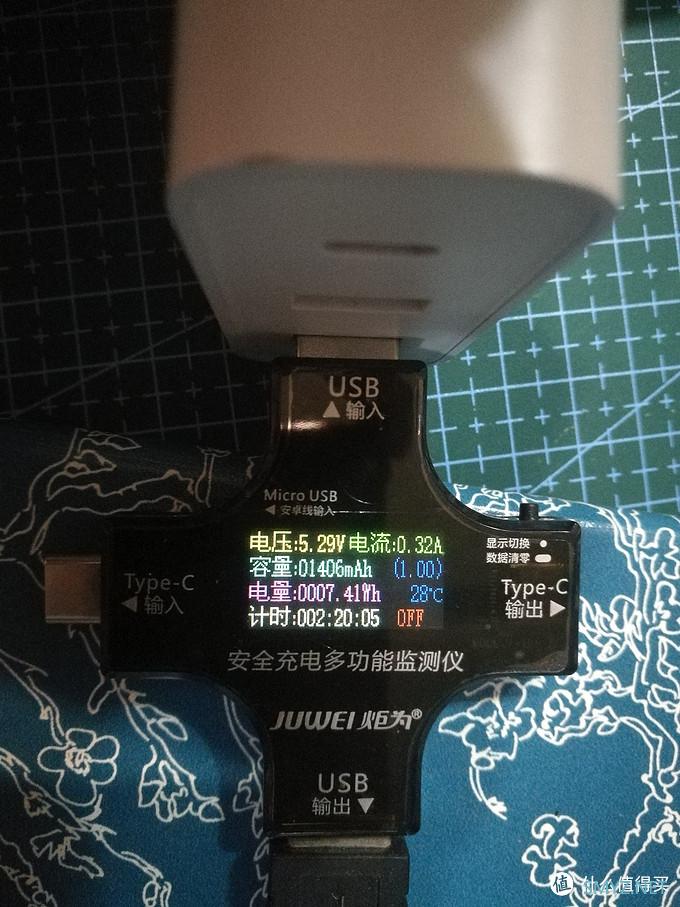 USB
▲输入
Micro USB
◀ 安卓线输入
显示切换 ●
数据清零
电压:5.29V 电流:0.32A
容量:01406mAh (1.00)
电量:0007.41Wh 28℃
计时:002:20:05 OFF
Type-C
◀输入
Type-C
输出▶
安全充电多功能监测仪
JUWEI 炬为®
USB
输出▼
值 什么值得买